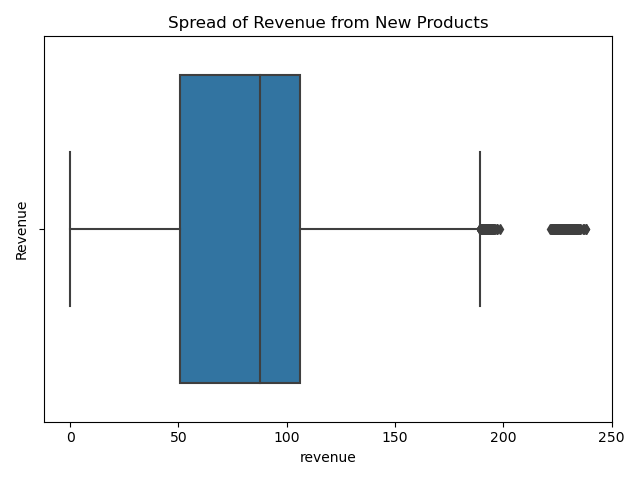 Spread of Revenue from New Products
Revenue
0 50 100 150 200 250
revenue